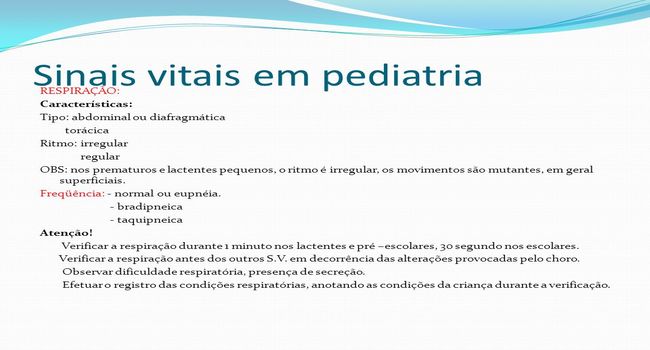 Sinais vitais em pediatria
RESPIRAÇÃO:
Características:
Tipo: abdominal ou diafragmática
torácica
Ritmo: irregular
regular
OBS: nos prematuros e lactentes pequenos, o ritmo é irregular, os movimentos são mutantes, em geral
superficiais.
Freqüência: - normal ou eupnéia.
- bradipneica
- taquipneica
Atenção!
Verificar a respiração durante 1 minuto nos lactentes e pré –escolares, 30 segundo nos escolares.
Verificar a respiração antes dos outros S.V. em decorrência das alterações provocadas pelo choro.
Observar dificuldade respiratória, presença de secreção.
Efetuar o registro das condições respiratórias, anotando as condições da criança durante a verificação.